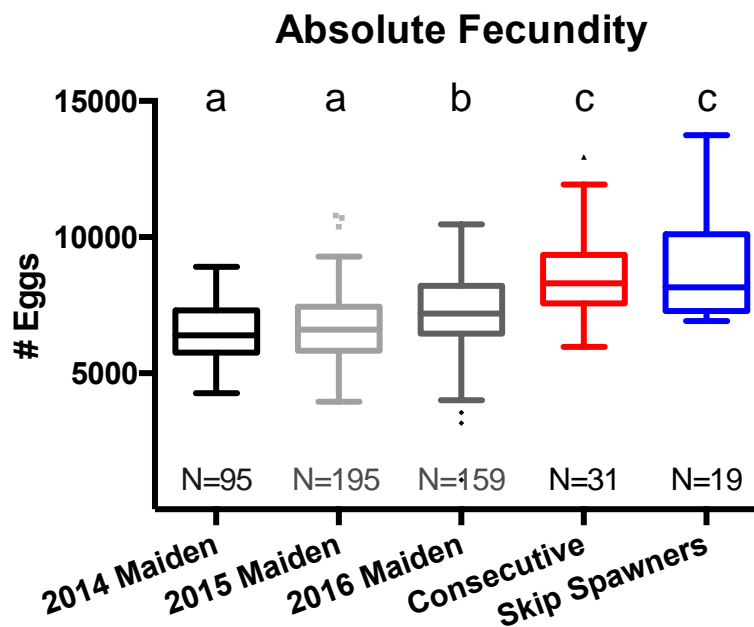 Absolute Fecundity
15000
10000
5000
# Eggs
a a b c c
N=95 N=195 N=159 N=31 N=19
2014 Maiden
2015 Maiden
2016 Maiden
Consecutive
Skip Spawners